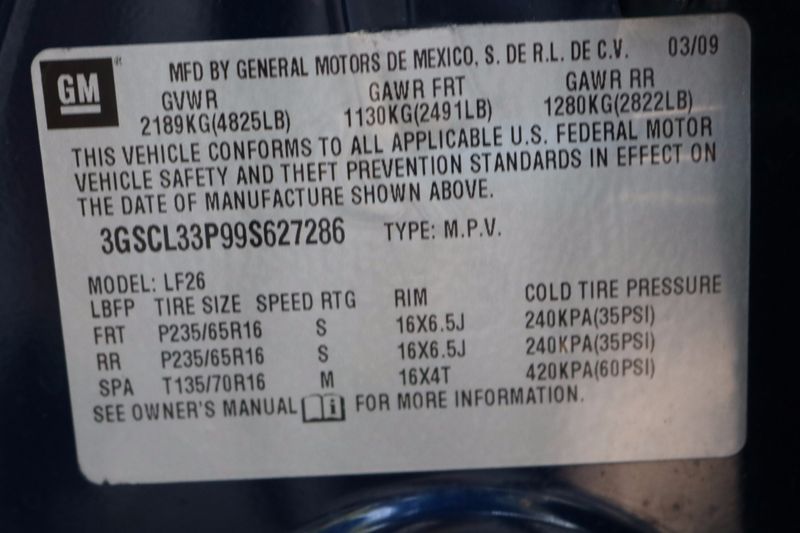 GM
MFD BY GENERAL MOTORS DE MEXICO, S. DE R.L. DE C.V. 03/09
GVWR GAWR FRT GAWR RR
2189KG(4825LB) 1130KG(2491LB) 1280KG(2822LB)
THIS VEHICLE CONFORMS TO ALL APPLICABLE U.S. FEDERAL MOTOR
VEHICLE SAFETY AND THEFT PREVENTION STANDARDS IN EFFECT ON
THE DATE OF MANUFACTURE SHOWN ABOVE.
3GSCL33P99S627286 TYPE: M.P.V.
MODEL: LF26
LBFP TIRE SIZE SPEED RTG RIM COLD TIRE PRESSURE
FRT P235/65R16 S 16X6.5J 240KPA(35PSI)
RR P235/65R16 S 16X6.5J 240KPA(35PSI)
SPA T135/70R16 M 16X4T 420KPA(60PSI)
SEE OWNER'S MANUAL i FOR MORE INFORMATION.